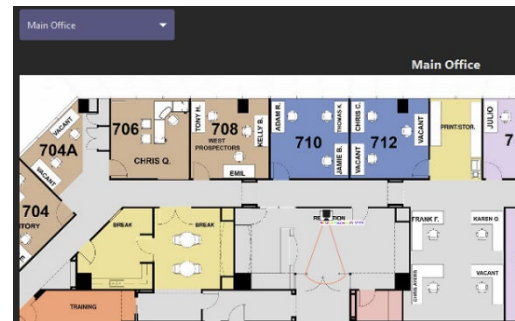 Main Office
Main Office
VACANT
704A
VACANT
704
706
CHRIS Q.
TONY H.
708
WEST
PROSPECTORS
KELLY B.
EMIL
ADAM R.
710
THOMAS A.
JAMIE B.
CHRIS C.
712
VACANT
VACANT
PRINT/STOR.
JULIO
7
BREAK
BREAK
FRANK F.
KAREN G
VACANT
TRAINING